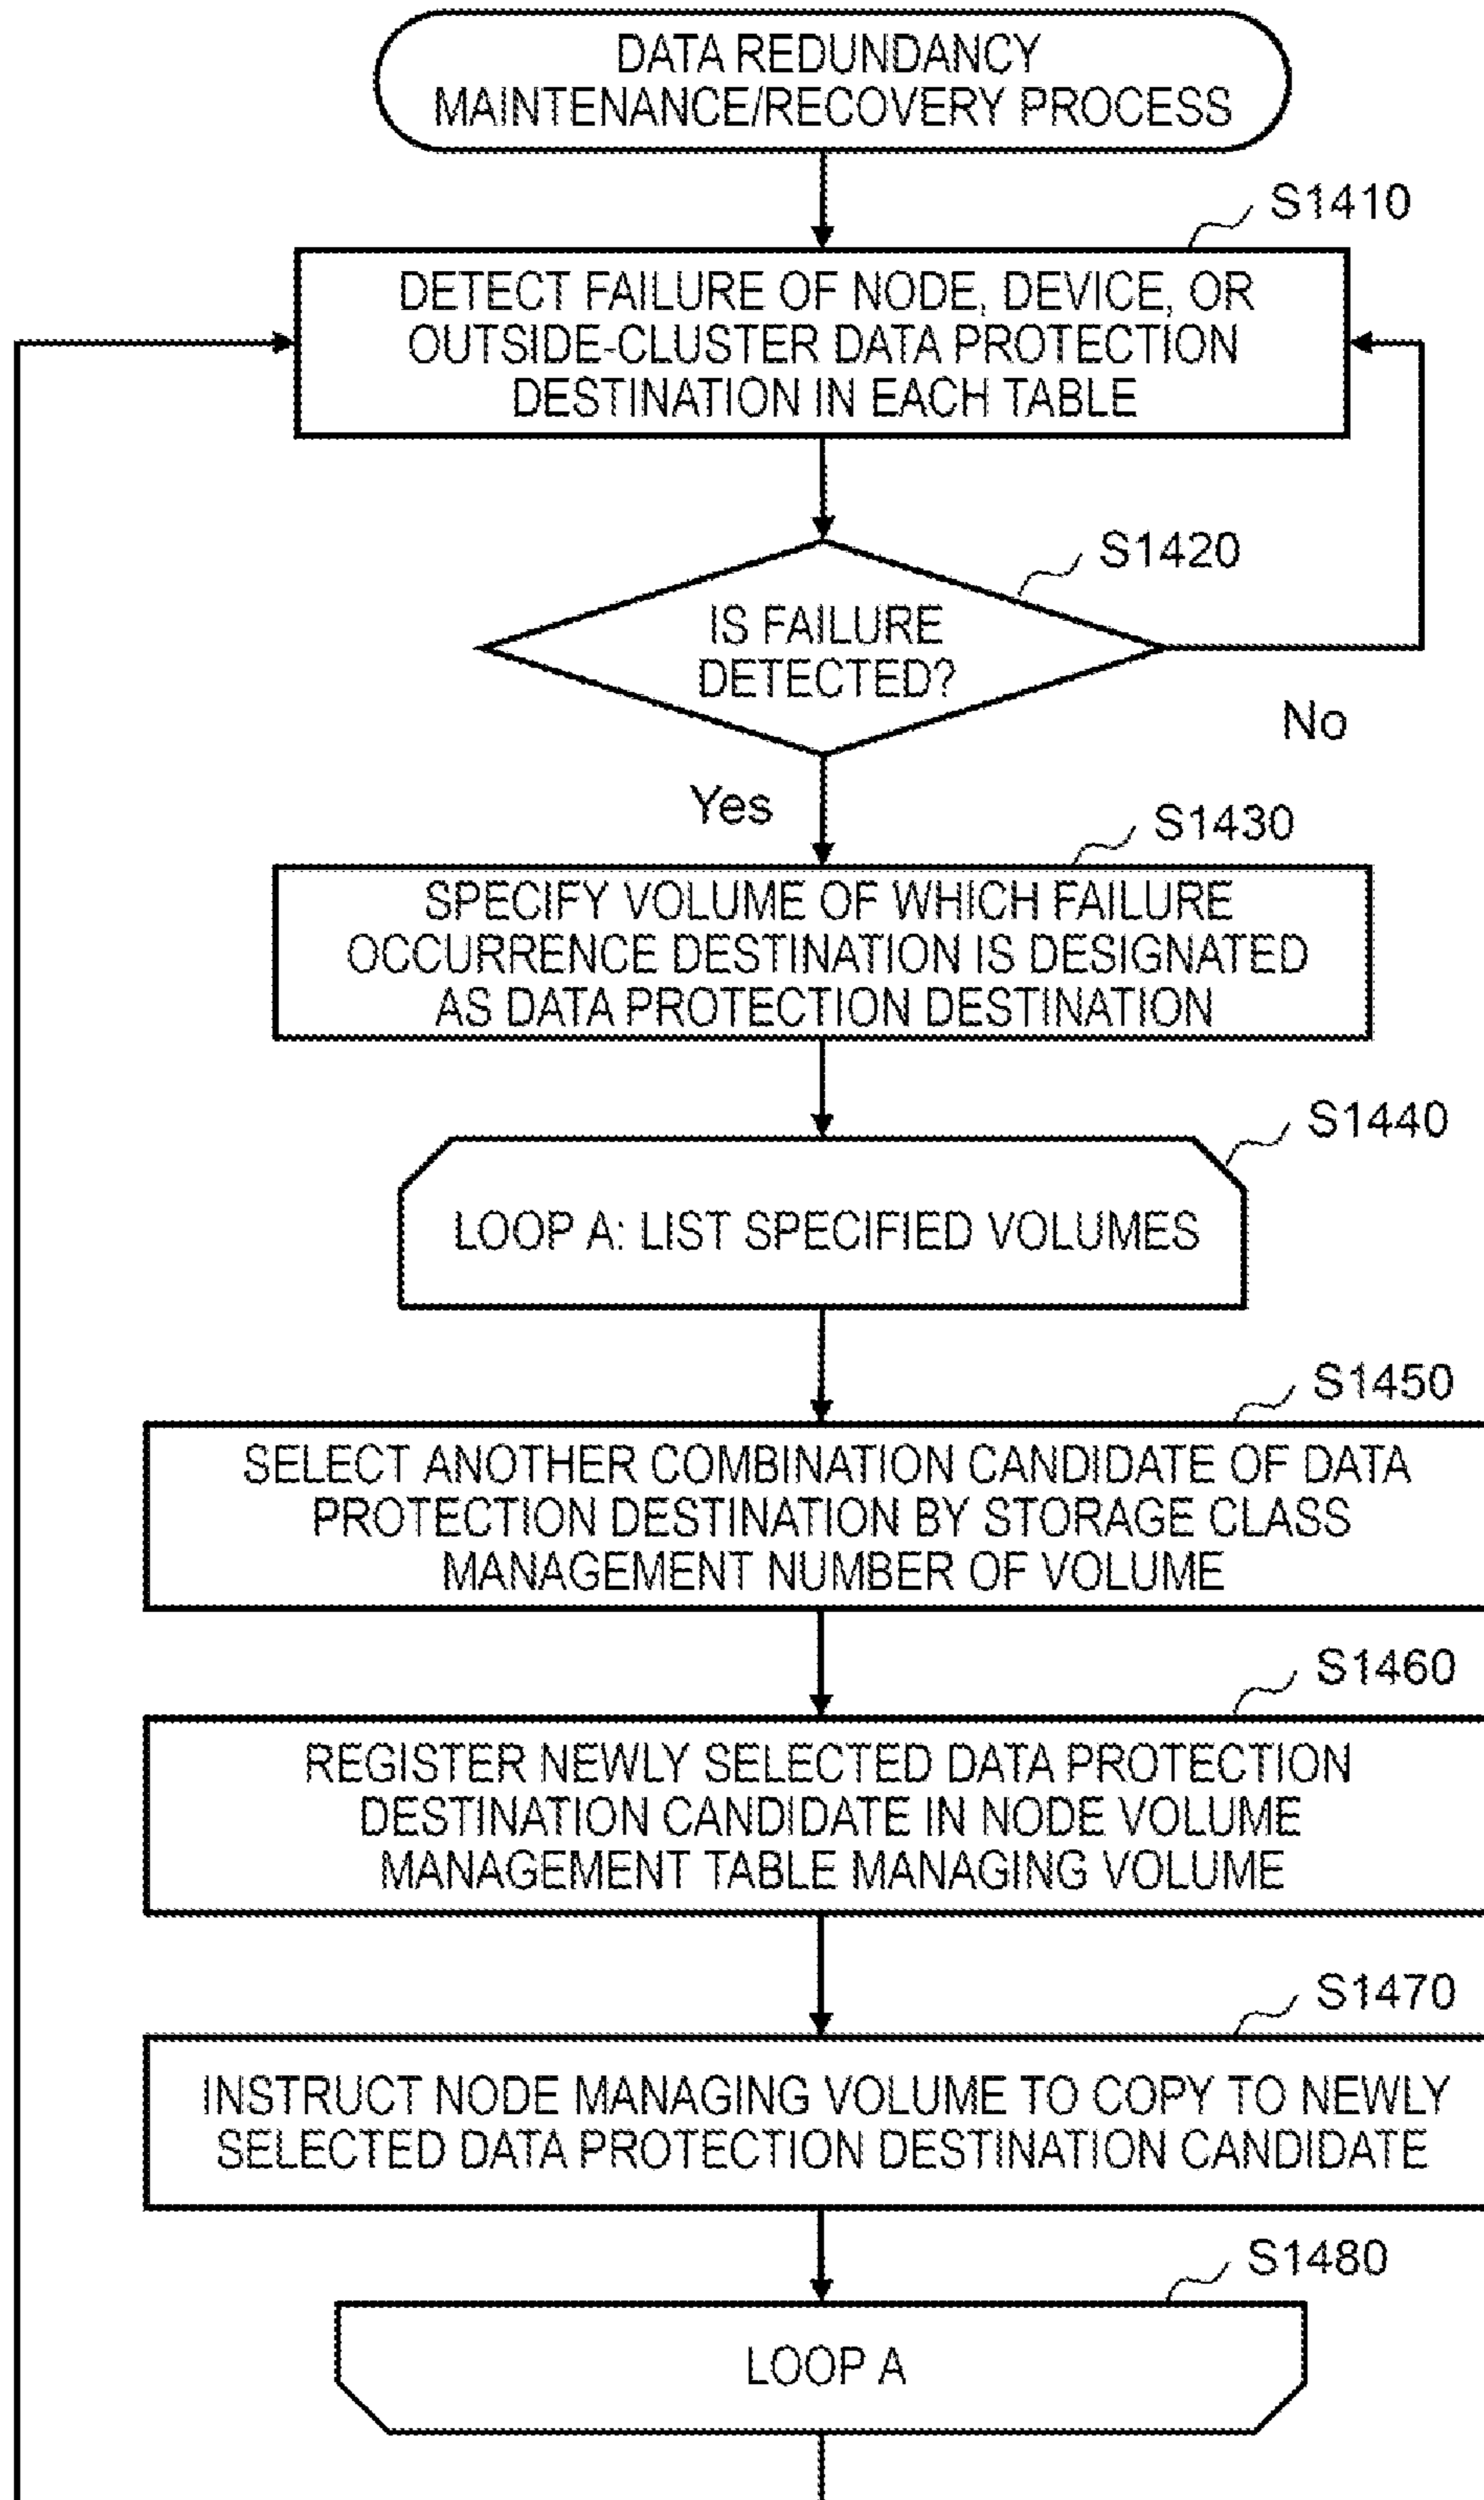 DATA REDUNDANCY
MAINTENANCE/RECOVERY PROCESS
S1410
DETECT FAILURE OF NODE, DEVICE, OR
OUTSIDE-CLUSTER DATA PROTECTION
DESTINATION IN EACH TABLE
S1420
IS FAILURE
DETECTED?
No
Yes
S1430
SPECIFY VOLUME OF WHICH FAILURE
OCCURRENCE DESTINATION IS DESIGNATED
AS DATA PROTECTION DESTINATION
S1440
LOOP A: LIST SPECIFIED VOLUMES
S1450
SELECT ANOTHER COMBINATION CANDIDATE OF DATA
PROTECTION DESTINATION BY STORAGE CLASS
MANAGEMENT NUMBER OF VOLUME
S1460
REGISTER NEWLY SELECTED DATA PROTECTION
DESTINATION CANDIDATE IN NODE VOLUME
MANAGEMENT TABLE MANAGING VOLUME
S1470
INSTRUCT NODE MANAGING VOLUME TO COPY TO NEWLY
SELECTED DATA PROTECTION DESTINATION CANDIDATE
S1480
LOOP A